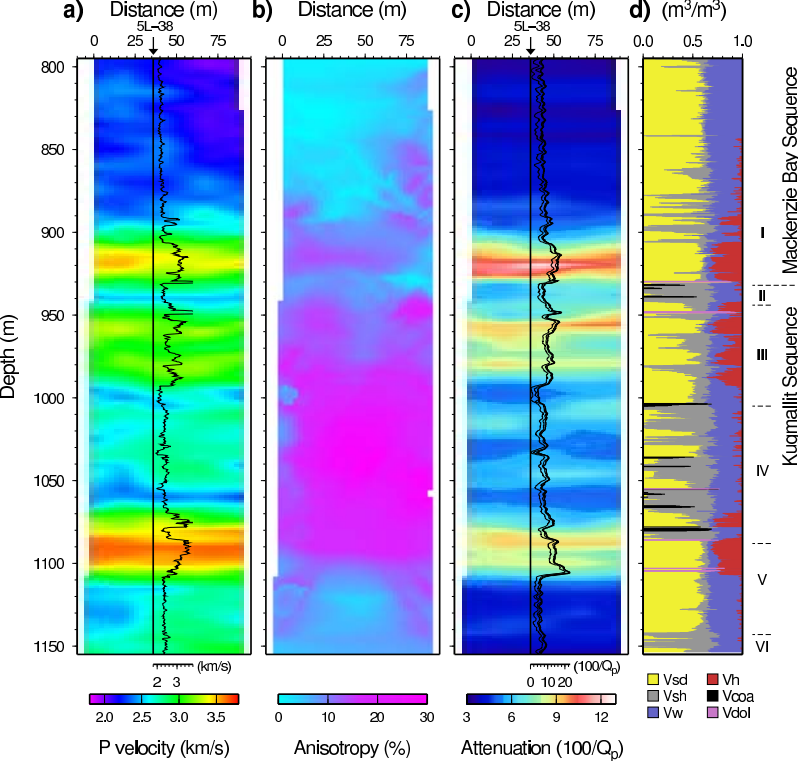 a) Distance (m) b) Distance (m) c) Distance (m) d) (m³/m³)
5L–38 5L–38
0 25 50 75 0 25 50 75 0 25 50 75 0.0 0.5 1.0
Depth (m)
800
850
900
950
1000
1050
1100
1150
Mackenzie Bay Sequence
Kugmallit Sequence
I
II
III
IV
V
VI
(km/s)
2 3
(100/Qp)
0 10 20
2.0 2.5 3.0 3.5
P velocity (km/s)
0 10 20 30
Anisotropy (%)
3 6 9 12
Attenuation (100/Qp)
Vsd Vh
Vsh Vcoa
Vw Vdol